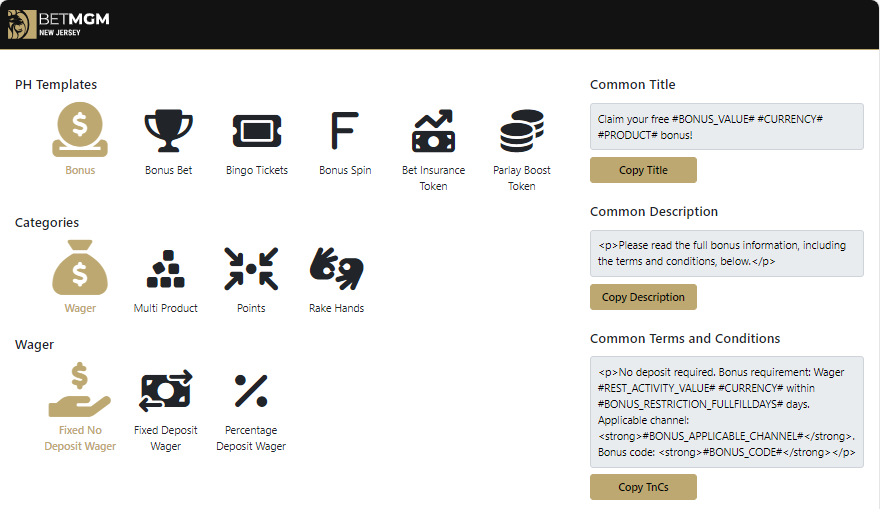 BETMGM
NEW JERSEY
PH Templates
Bonus
Bonus Bet
Bingo Tickets
F
Bonus Spin
Bet Insurance
Token
Parlay Boost
Token
Categories
Wager
Multi Product
Points
Rake Hands
Wager
Fixed No
Deposit Wager
Fixed Deposit
Wager
Percentage
Deposit Wager
Common Title
Claim your free #BONUS_VALUE# #CURRENCY#
#PRODUCT# bonus!
Copy Title
Common Description
<p>Please read the full bonus information, including
the terms and conditions, below.</p>
Copy Description
Common Terms and Conditions
<p>No deposit required. Bonus requirement: Wager
#REST_ACTIVITY_VALUE# #CURRENCY# within
#BONUS_RESTRICTION_FULLFILLDAYS# days.
Applicable channel:
<strong>#BONUS_APPLICABLE_CHANNEL#</strong>.
Bonus code: <strong>#BONUS_CODE#</strong></p>
Copy TnCs